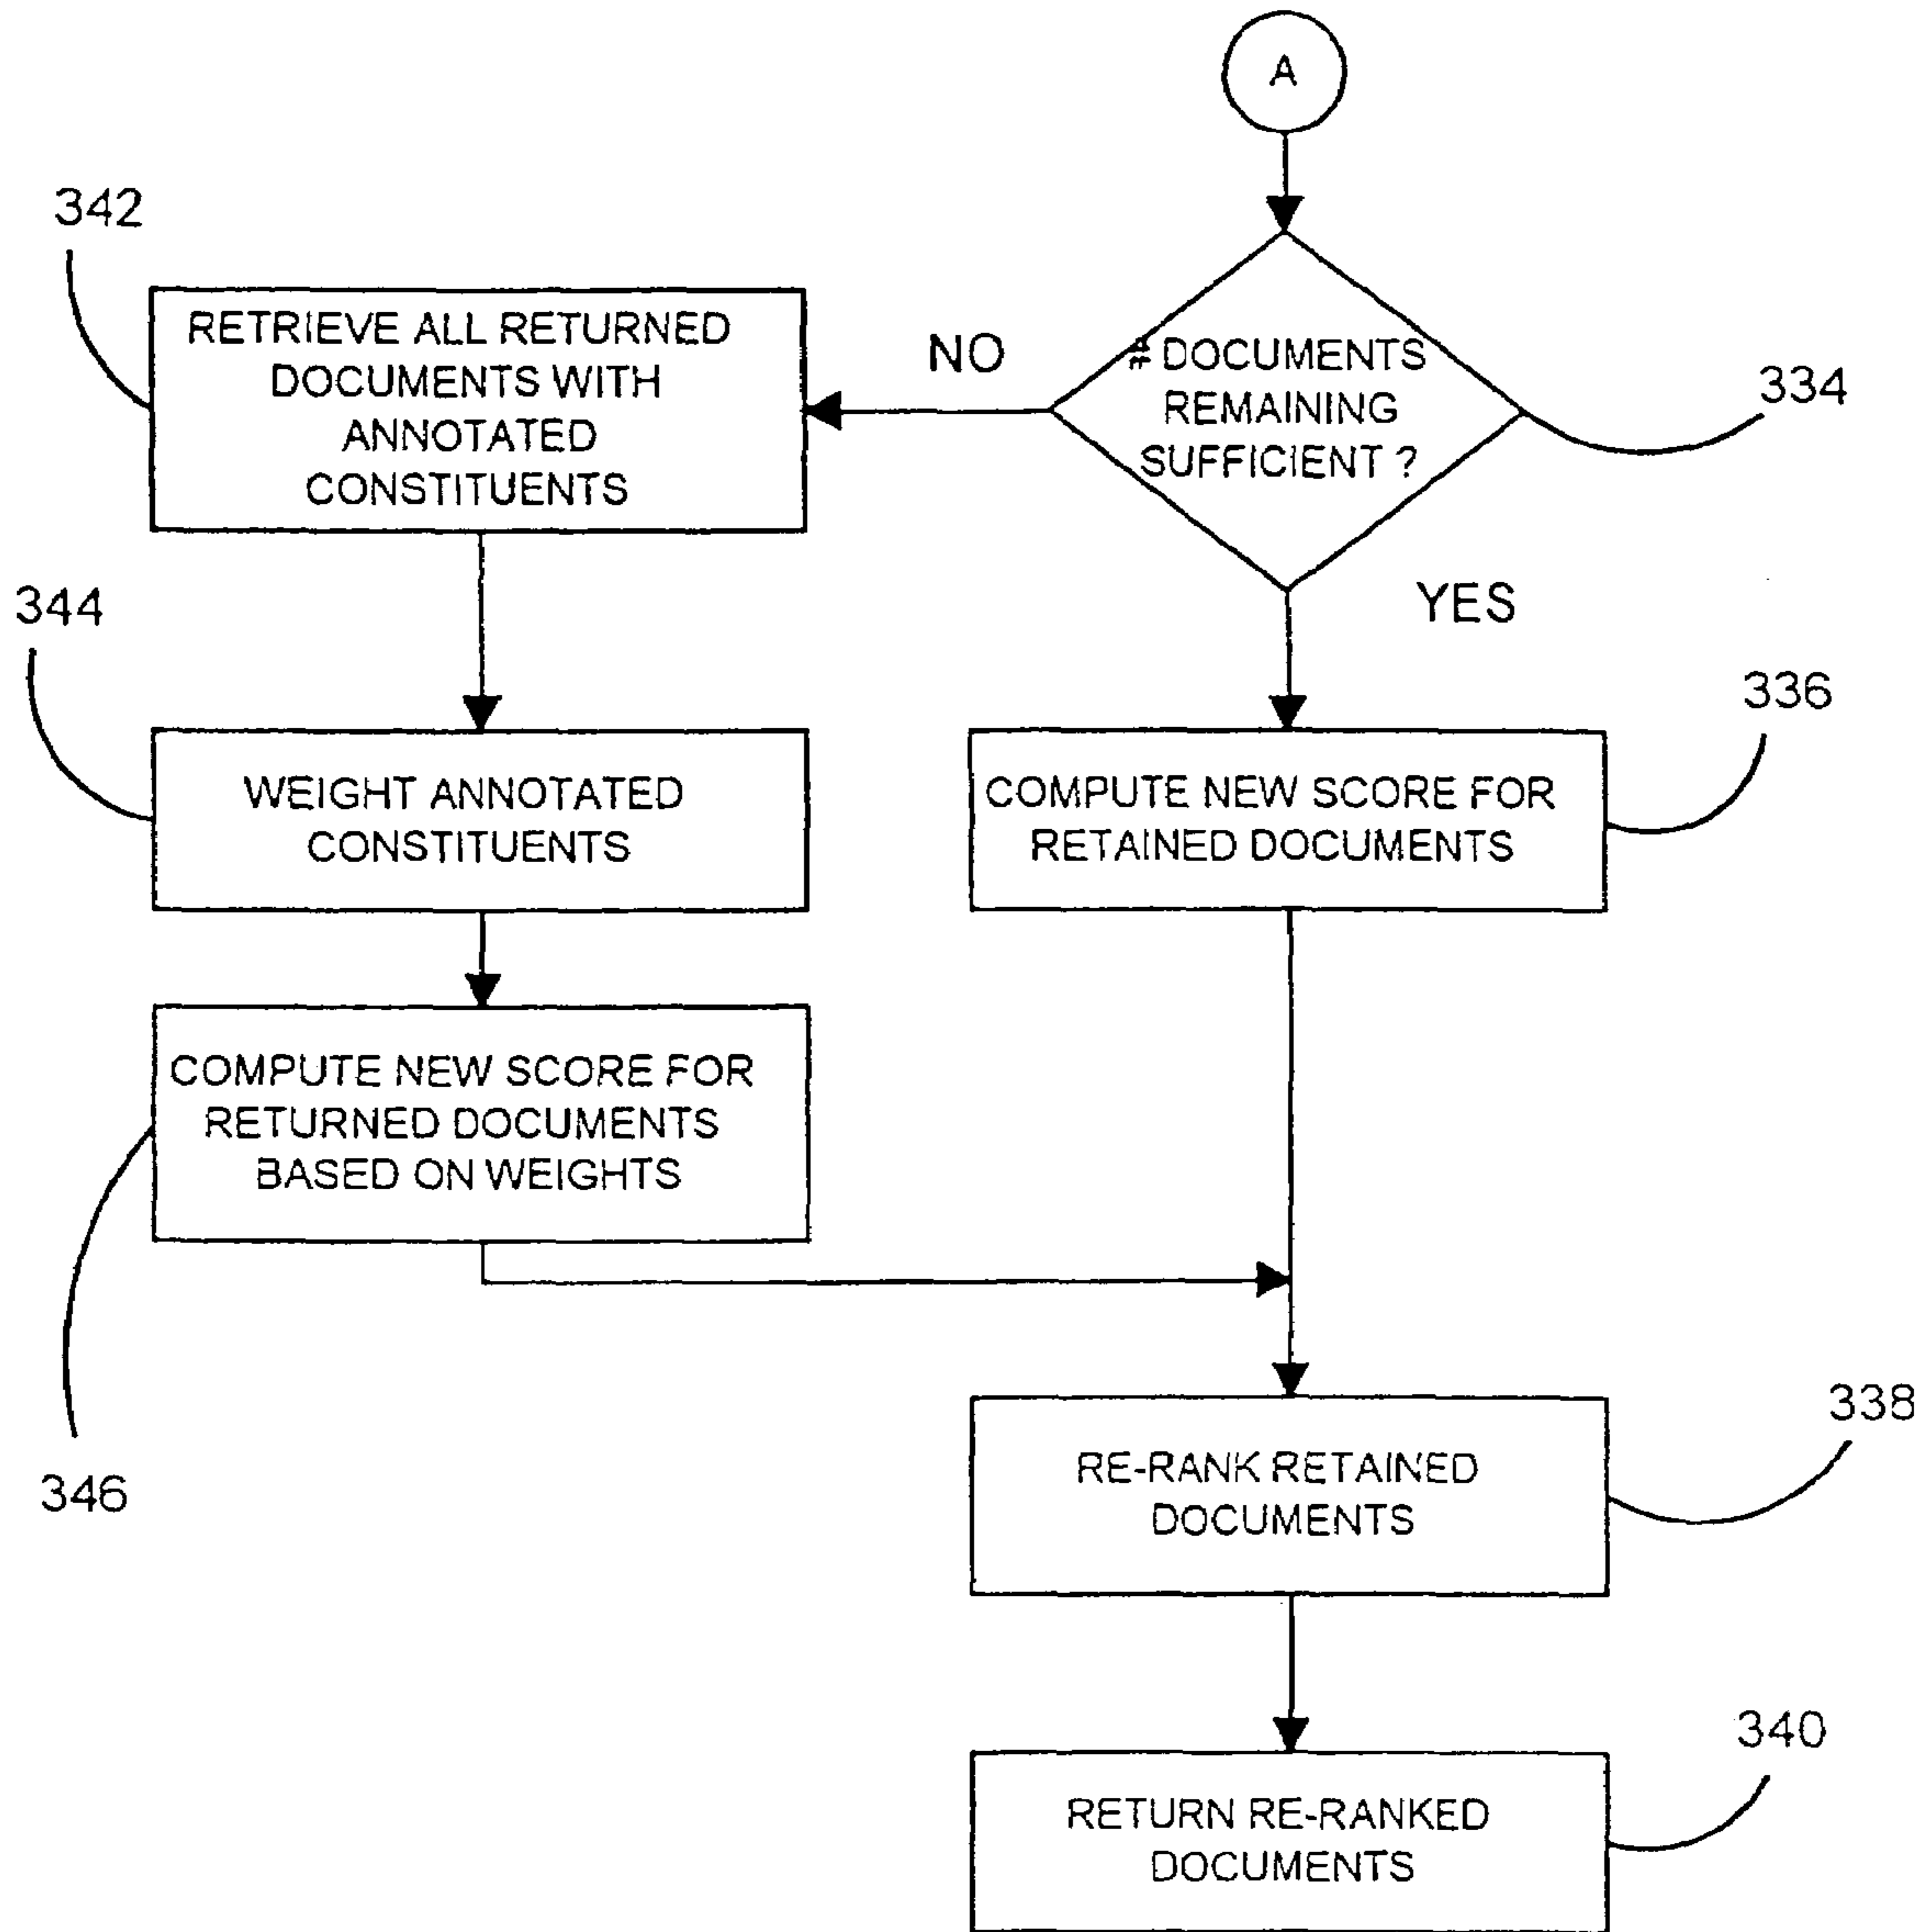 A
342
RETRIEVE ALL RETURNED
DOCUMENTS WITH
ANNOTATED
CONSTITUENTS
NO
# DOCUMENTS
REMAINING
SUFFICIENT ?
334
YES
344
WEIGHT ANNOTATED
CONSTITUENTS
336
COMPUTE NEW SCORE FOR
RETAINED DOCUMENTS
COMPUTE NEW SCORE FOR
RETURNED DOCUMENTS
BASED ON WEIGHTS
346
338
RE-RANK RETAINED
DOCUMENTS
340
RETURN RE-RANKED
DOCUMENTS